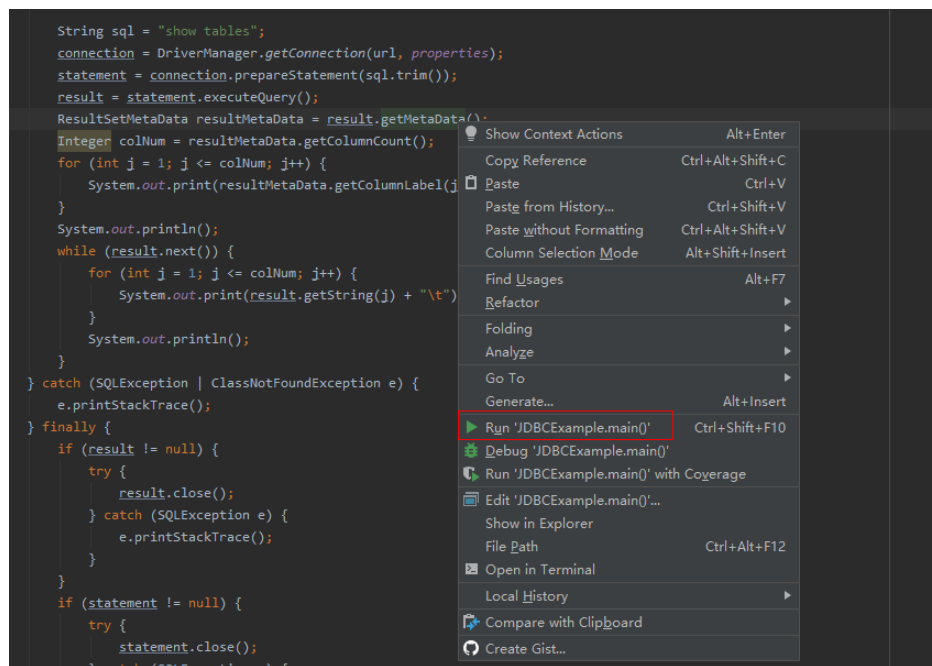 String sql = "show tables";
connection = DriverManager.getConnection(url, properties);
statement = connection.prepareStatement(sql.trim());
result = statement.executeQuery();
ResultSetMetaData resultMetaData = result.getMetaData();
Integer colNum = resultMetaData.getColumnCount();
for (int j = 1; j <= colNum; j++) {
System.out.print(resultMetaData.getColumnLabel(j
}
System.out.println();
while (result.next()) {
for (int j = 1; j <= colNum; j++) {
System.out.print(result.getString(j) + "\t")
}
System.out.println();
}
} catch (SQLException | ClassNotFoundException e) {
e.printStackTrace();
} finally {
if (result != null) {
try {
result.close();
} catch (SQLException e) {
e.printStackTrace();
}
}
if (statement != null) {
try {
statement.close();
Show Context Actions Alt+Enter
Copy Reference Ctrl+Alt+Shift+C
Paste Ctrl+V
Paste from History... Ctrl+Shift+V
Paste without Formatting Ctrl+Alt+Shift+V
Column Selection Mode Alt+Shift+Insert
Find Usages Alt+F7
Refactor
Folding
Analyze
Go To
Generate... Alt+Insert
Run 'JDBCExample.main()' Ctrl+Shift+F10
Debug 'JDBCExample.main()'
Run 'JDBCExample.main()' with Coverage
Edit 'JDBCExample.main()'...
Show in Explorer
File Path Ctrl+Alt+F12
Open in Terminal
Local History
Compare with Clipboard
Create Gist...